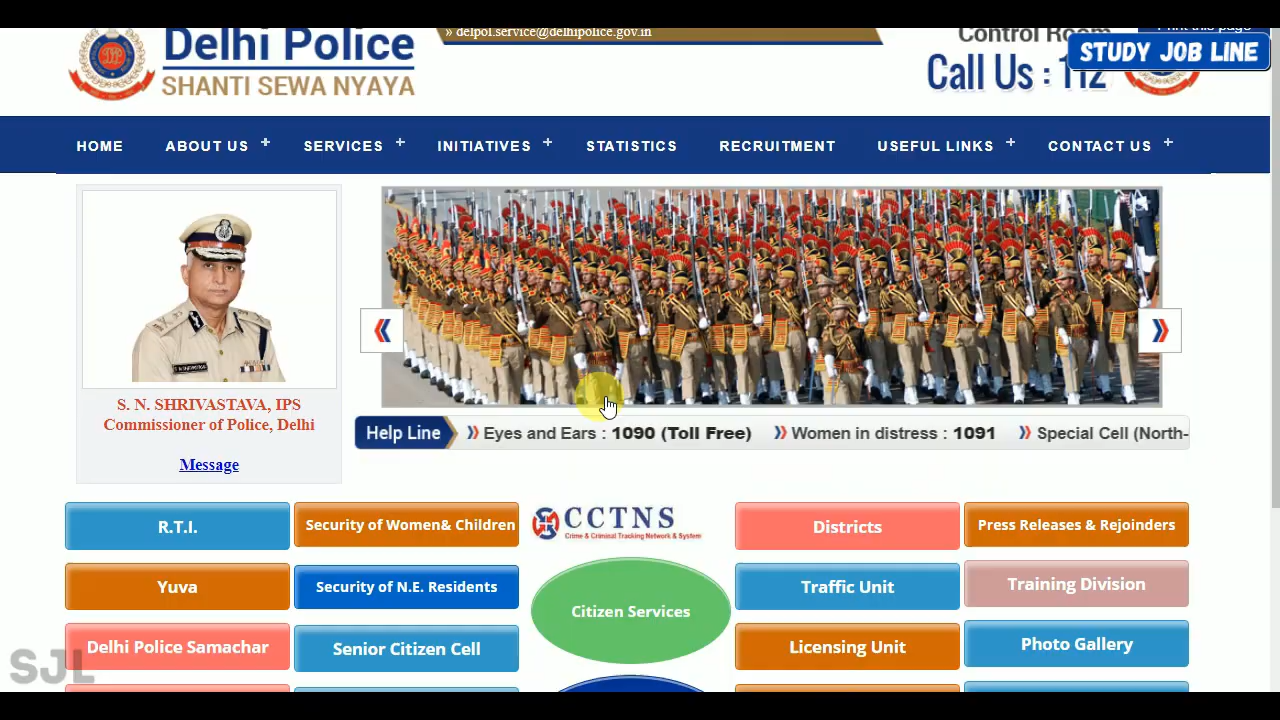 Delhi Police
SHANTI SEWA NYAYA
» delpol.service@delhipolice.gov.in
Control Room
Call Us : 112
Print this page
STUDY JOB LINE
HOME
ABOUT US +
SERVICES +
INITIATIVES +
STATISTICS
RECRUITMENT
USEFUL LINKS +
CONTACT US +
S. N. SHRIVASTAVA, IPS
Commissioner of Police, Delhi
Message
Help Line
Eyes and Ears : 1090 (Toll Free)
Women in distress : 1091
Special Cell (North-
R.T.I.
Security of Women& Children
CCTNS
Crime & Criminal Tracking Network & System
Districts
Press Releases & Rejoinders
Yuva
Security of N.E. Residents
Citizen Services
Traffic Unit
Training Division
Delhi Police Samachar
Senior Citizen Cell
Licensing Unit
Photo Gallery
SJL